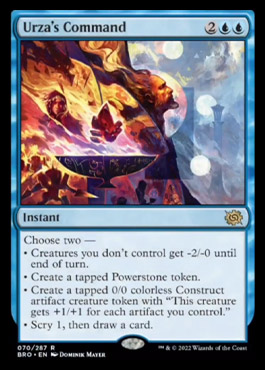 Urza's Command 2
Instant
Choose two —
• Creatures you don't control get -2/-0 until
end of turn.
• Create a tapped Powerstone token.
• Create a tapped 0/0 colorless Construct
artifact creature token with “This creature
gets +1/+1 for each artifact you control.”
• Scry 1, then draw a card.
070/287 R
BRO • EN Dominik Mayer
™ & © 2022 Wizards of the Coast